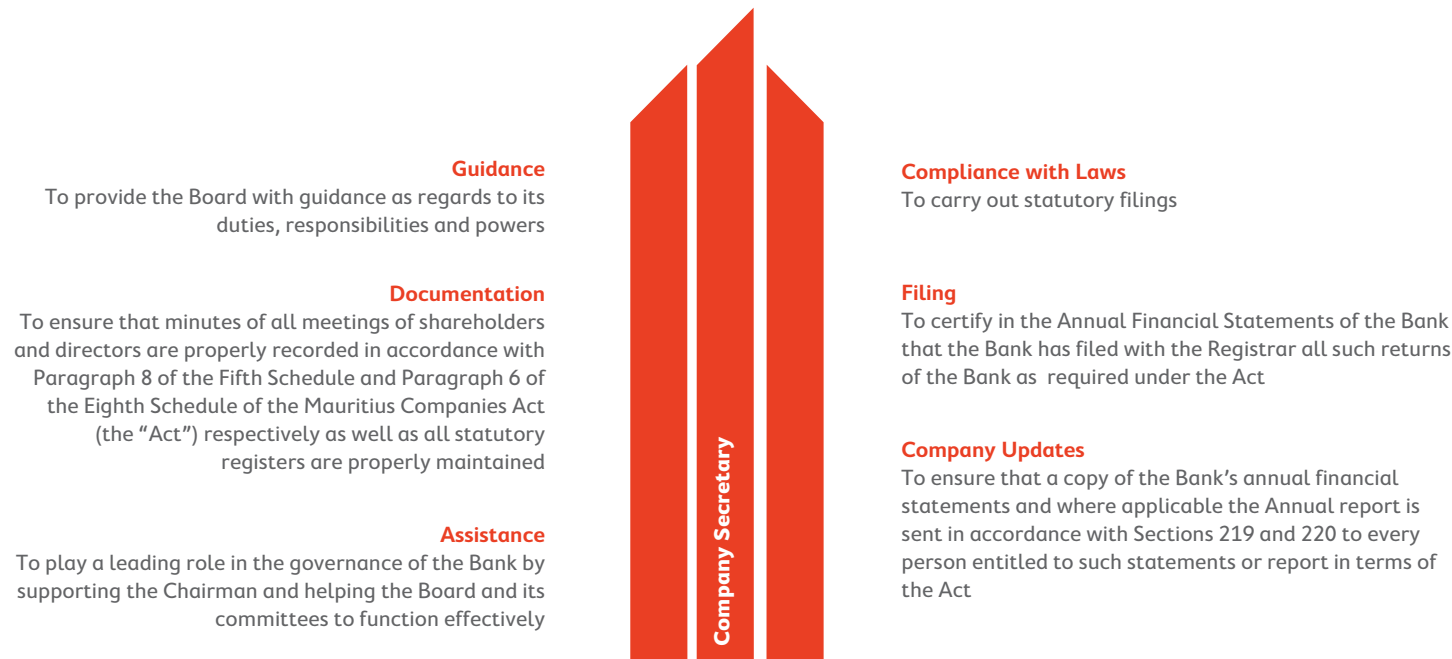 Guidance
To provide the Board with guidance as regards to its
duties, responsibilities and powers
Documentation
To ensure that minutes of all meetings of shareholders
and directors are properly recorded in accordance with
Paragraph 8 of the Fifth Schedule and Paragraph 6 of
the Eighth Schedule of the Mauritius Companies Act
(the “Act”) respectively as well as all statutory
registers are properly maintained
Assistance
To play a leading role in the governance of the Bank by
supporting the Chairman and helping the Board and its
committees to function effectively
Company Secretary
Compliance with Laws
To carry out statutory filings
Filing
To certify in the Annual Financial Statements of the Bank
that the Bank has filed with the Registrar all such returns
of the Bank as  required under the Act
Company Updates
To ensure that a copy of the Bank’s annual financial
statements and where applicable the Annual report is
sent in accordance with Sections 219 and 220 to every
person entitled to such statements or report in terms of
the Act